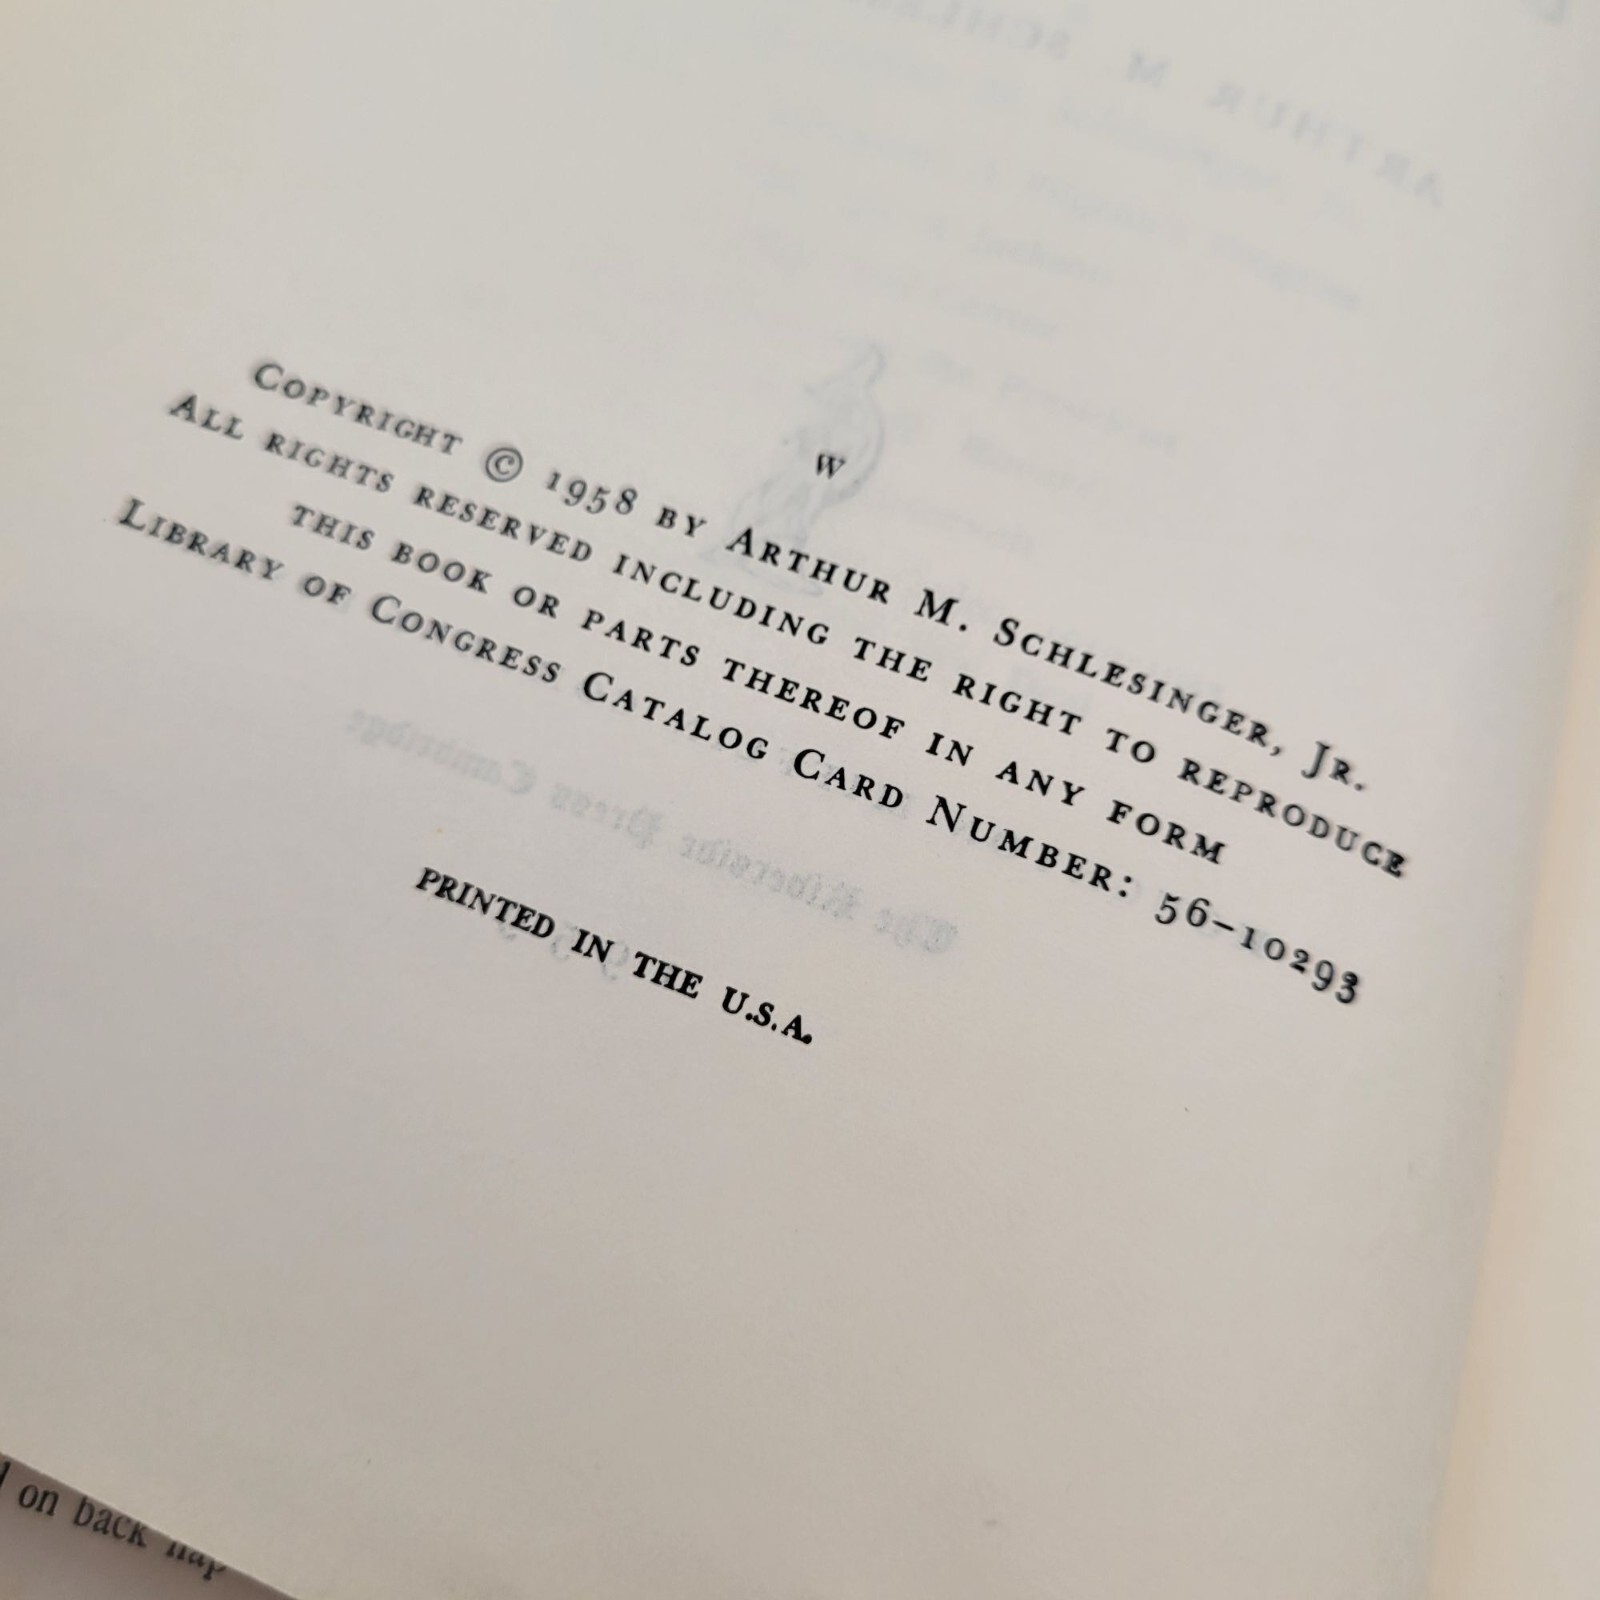 W
COPYRIGHT © 1958 BY ARTHUR M. SCHLESINGER, JR.
ALL RIGHTS RESERVED INCLUDING THE RIGHT TO REPRODUCE
THIS BOOK OR PARTS THEREOF IN ANY FORM
LIBRARY OF CONGRESS CATALOG CARD NUMBER: 56-10293
PRINTED IN THE U.S.A.
on back flap